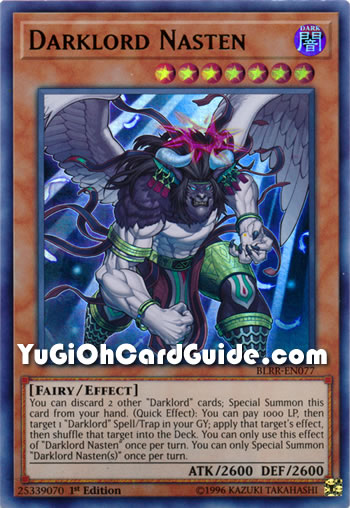 DARKLORD NASTEN
DARK
闇
YuGiOhCardGuide.com
BLRR-EN077
[FAIRY/EFFECT]
You can discard 2 other "Darklord" cards; Special Summon this
card from your hand. (Quick Effect): You can pay 1000 LP, then
target 1 "Darklord" Spell/Trap in your GY; apply that target's effect,
then shuffle that target into the Deck. You can only use this effect
of "Darklord Nasten" once per turn. You can only Special Summon
"Darklord Nasten(s)" once per turn.
ATK/2600 DEF/2600
25339070 1st Edition
©1996 KAZUKI TAKAHASHI